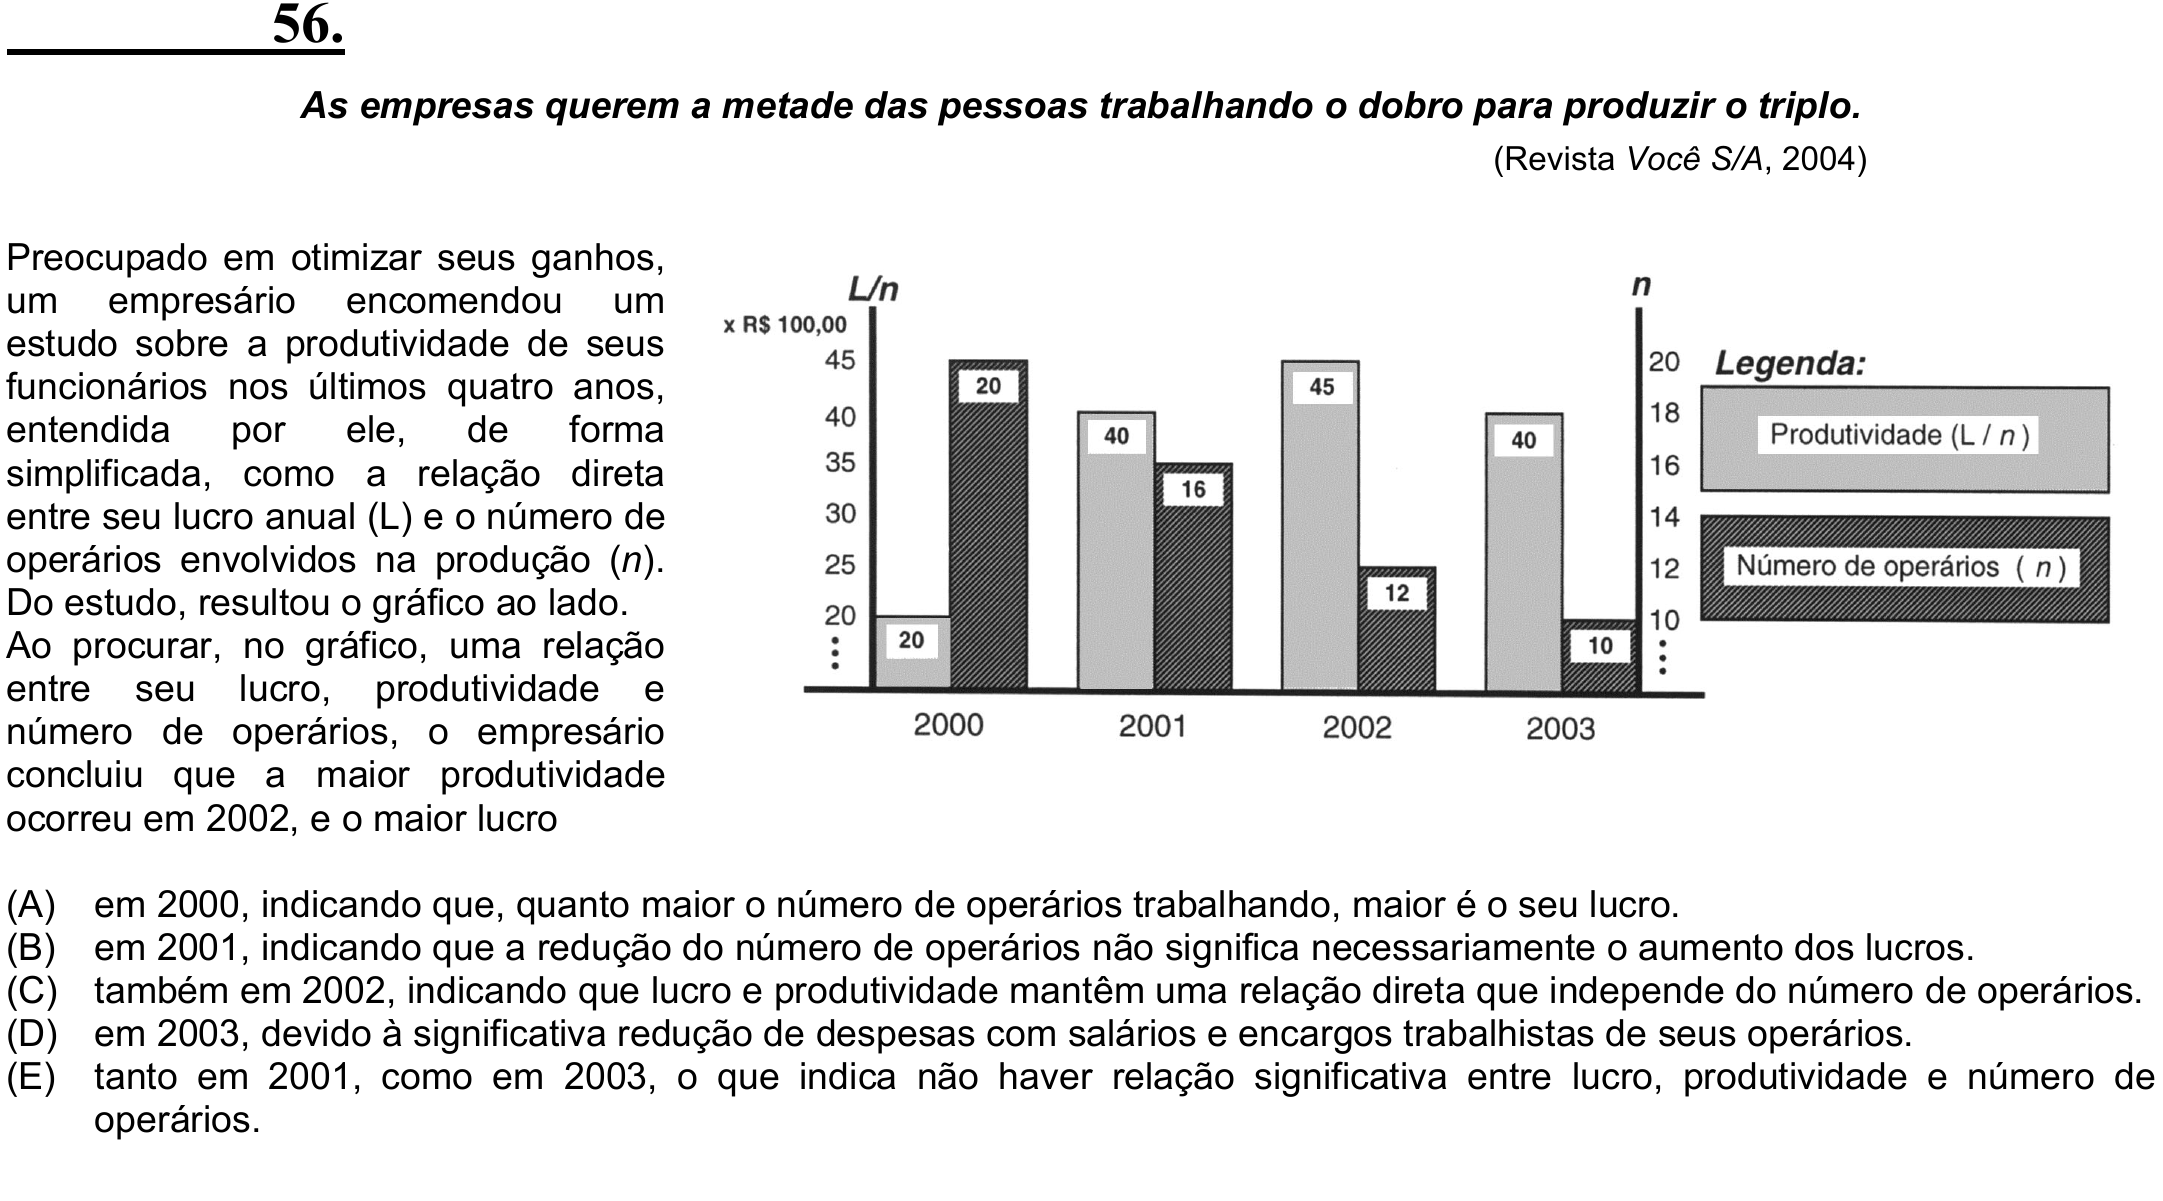 56.
As empresas querem a metade das pessoas trabalhando o dobro para produzir o triplo.
(Revista Você S/A, 2004)
Preocupado em otimizar seus ganhos,
um empresário encomendou um
estudo sobre a produtividade de seus
funcionários nos últimos quatro anos,
entendida por ele, de forma
simplificada, como a relação direta
entre seu lucro anual (L) e o número de
operários envolvidos na produção (n).
Do estudo, resultou o gráfico ao lado.
Ao procurar, no gráfico, uma relação
entre seu lucro, produtividade e
número de operários, o empresário
concluiu que a maior produtividade
ocorreu em 2002, e o maior lucro
L/n
x R$ 100,00
45
40
35
30
25
20
20
20
40
16
45
12
40
10
2000
2001
2002
2003
n
20
18
16
14
12
10
Legenda:
Produtividade (L / n )
Número de operários ( n )
(A) em 2000, indicando que, quanto maior o número de operários trabalhando, maior é o seu lucro.
(B) em 2001, indicando que a redução do número de operários não significa necessariamente o aumento dos lucros.
(C) também em 2002, indicando que lucro e produtividade mantêm uma relação direta que independe do número de operários.
(D) em 2003, devido à significativa redução de despesas com salários e encargos trabalhistas de seus operários.
(E) tanto em 2001, como em 2003, o que indica não haver relação significativa entre lucro, produtividade e número de
operários.